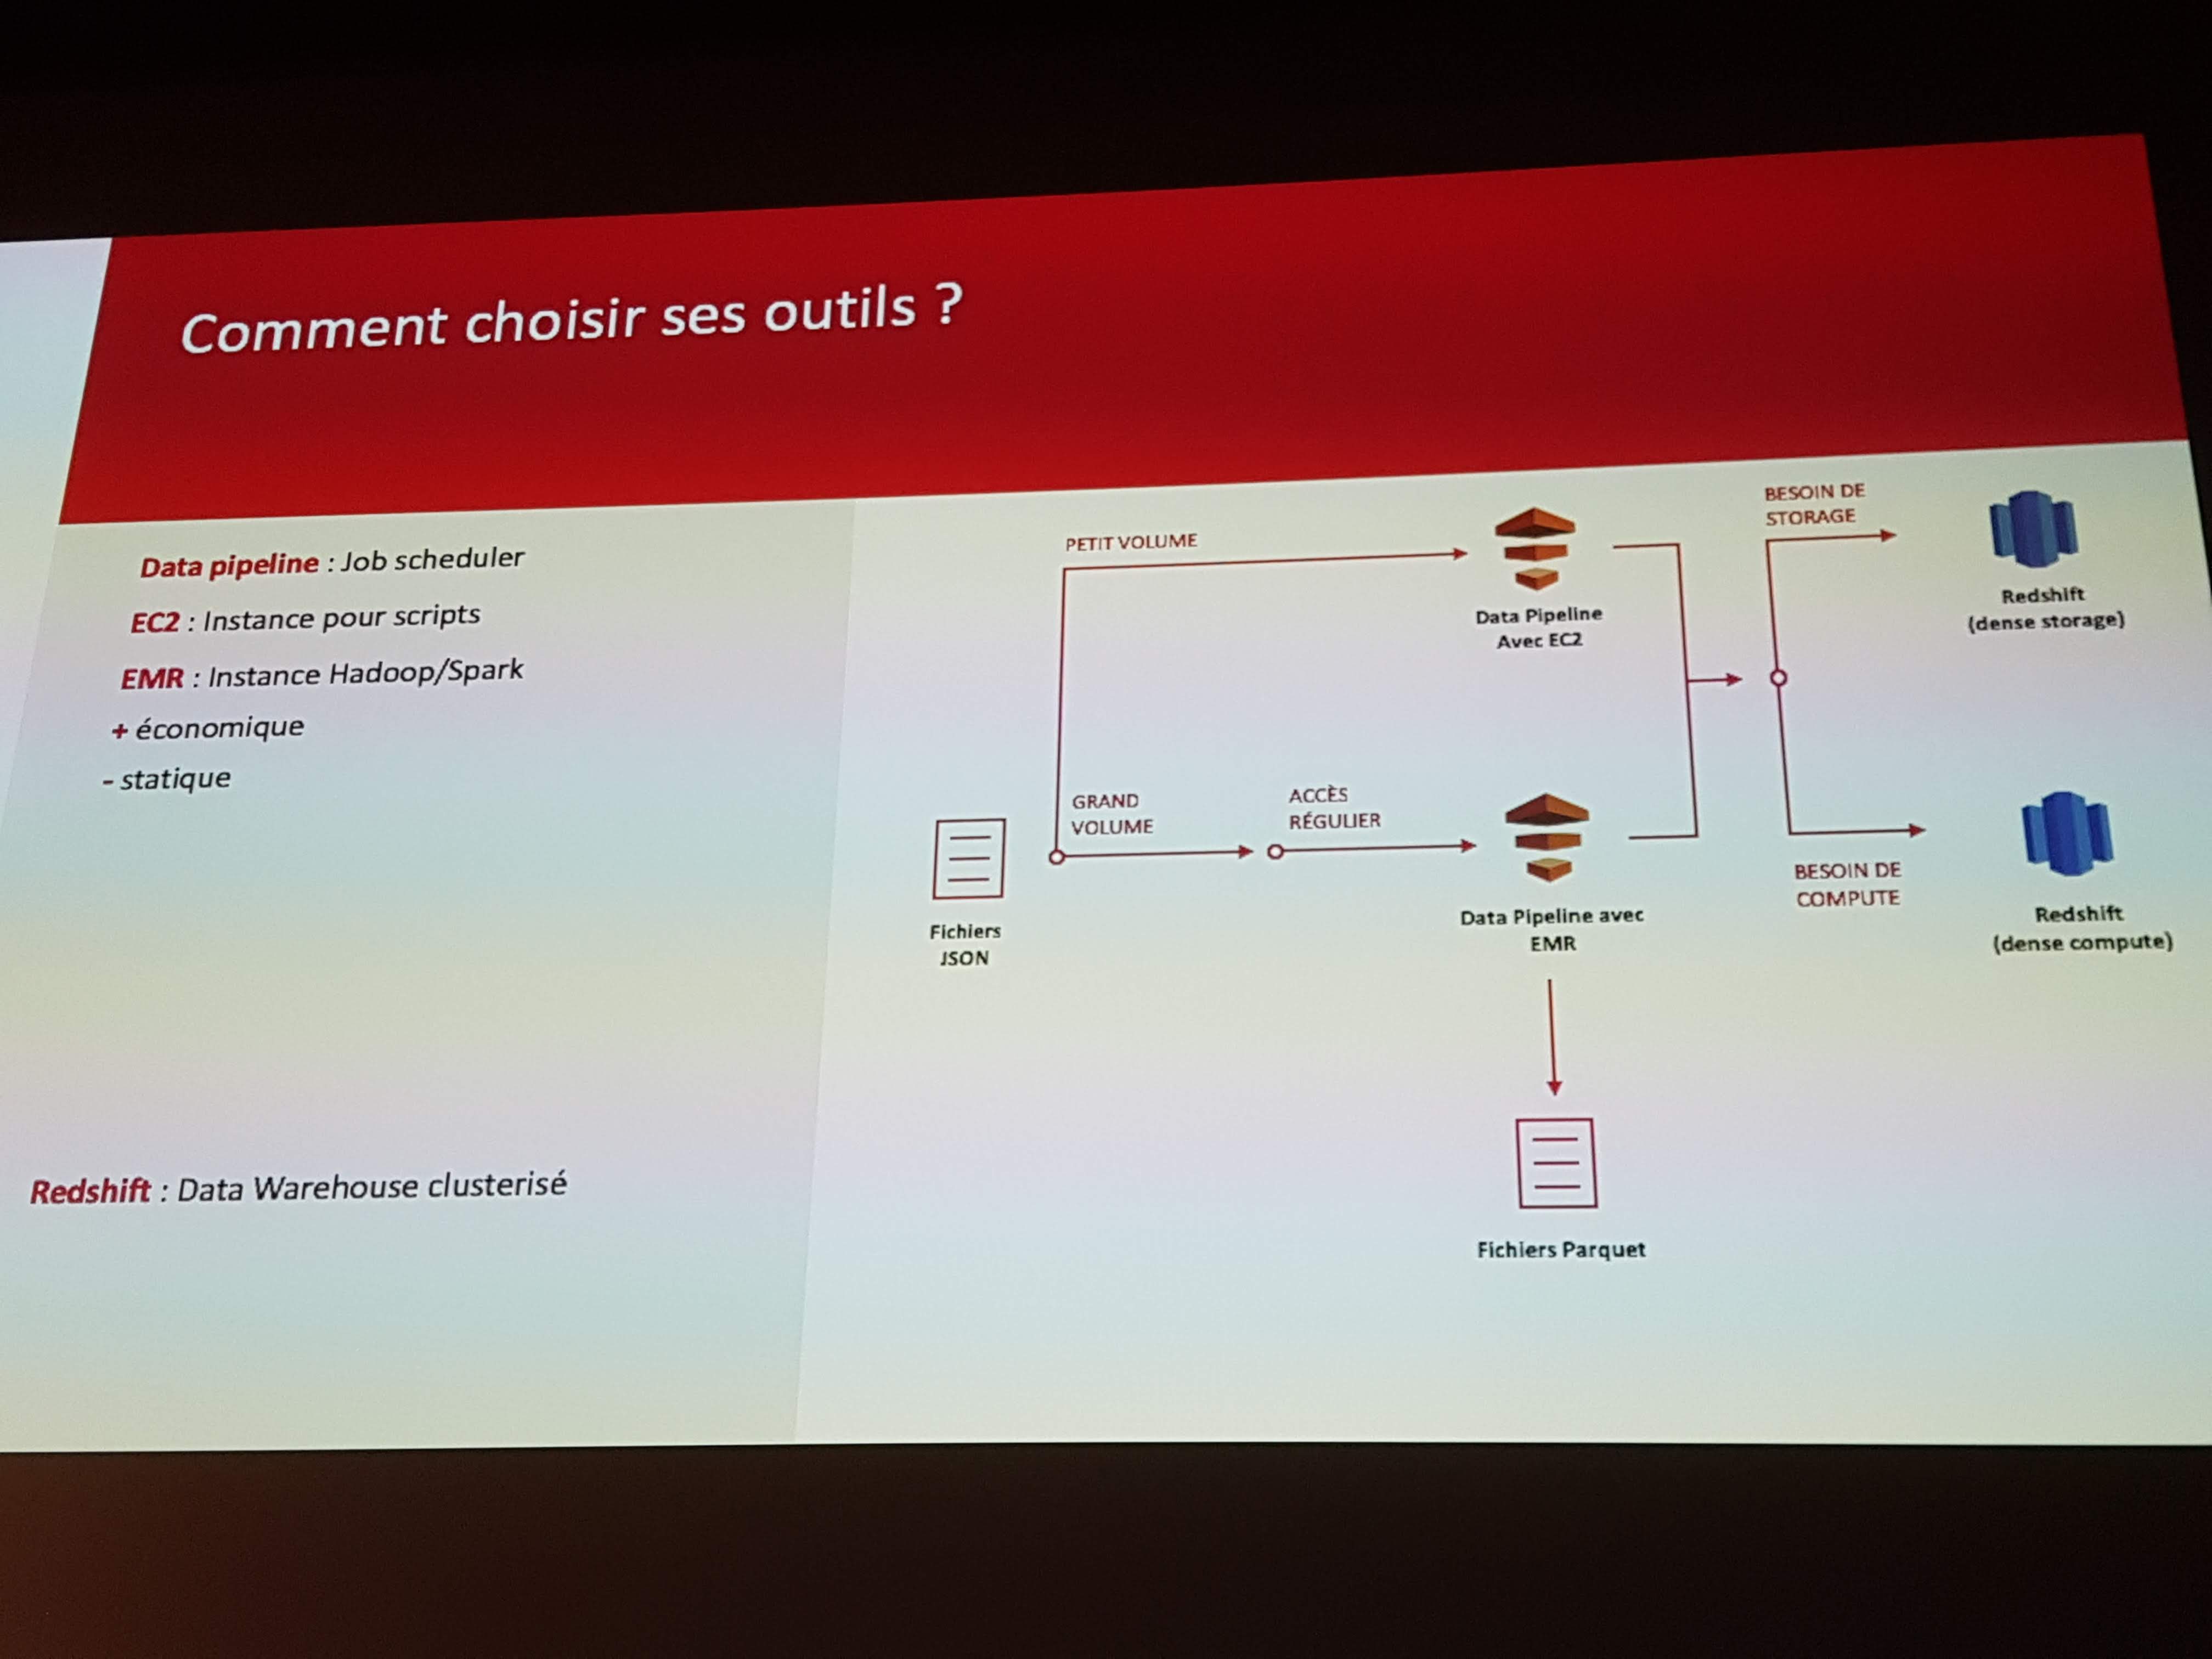 Comment choisir ses outils ?
Data pipeline : Job scheduler
EC2 : Instance pour scripts
EMR : Instance Hadoop/Spark
+ économique
- statique
Redshift : Data Warehouse clusterisé
PETIT VOLUME
Data Pipeline
Avec EC2
BESOIN DE
STORAGE
Redshift
(dense storage)
GRAND
VOLUME
ACCÈS
RÉGULIER
Fichiers
JSON
Data Pipeline avec
EMR
BESOIN DE
COMPUTE
Redshift
(dense compute)
Fichiers Parquet